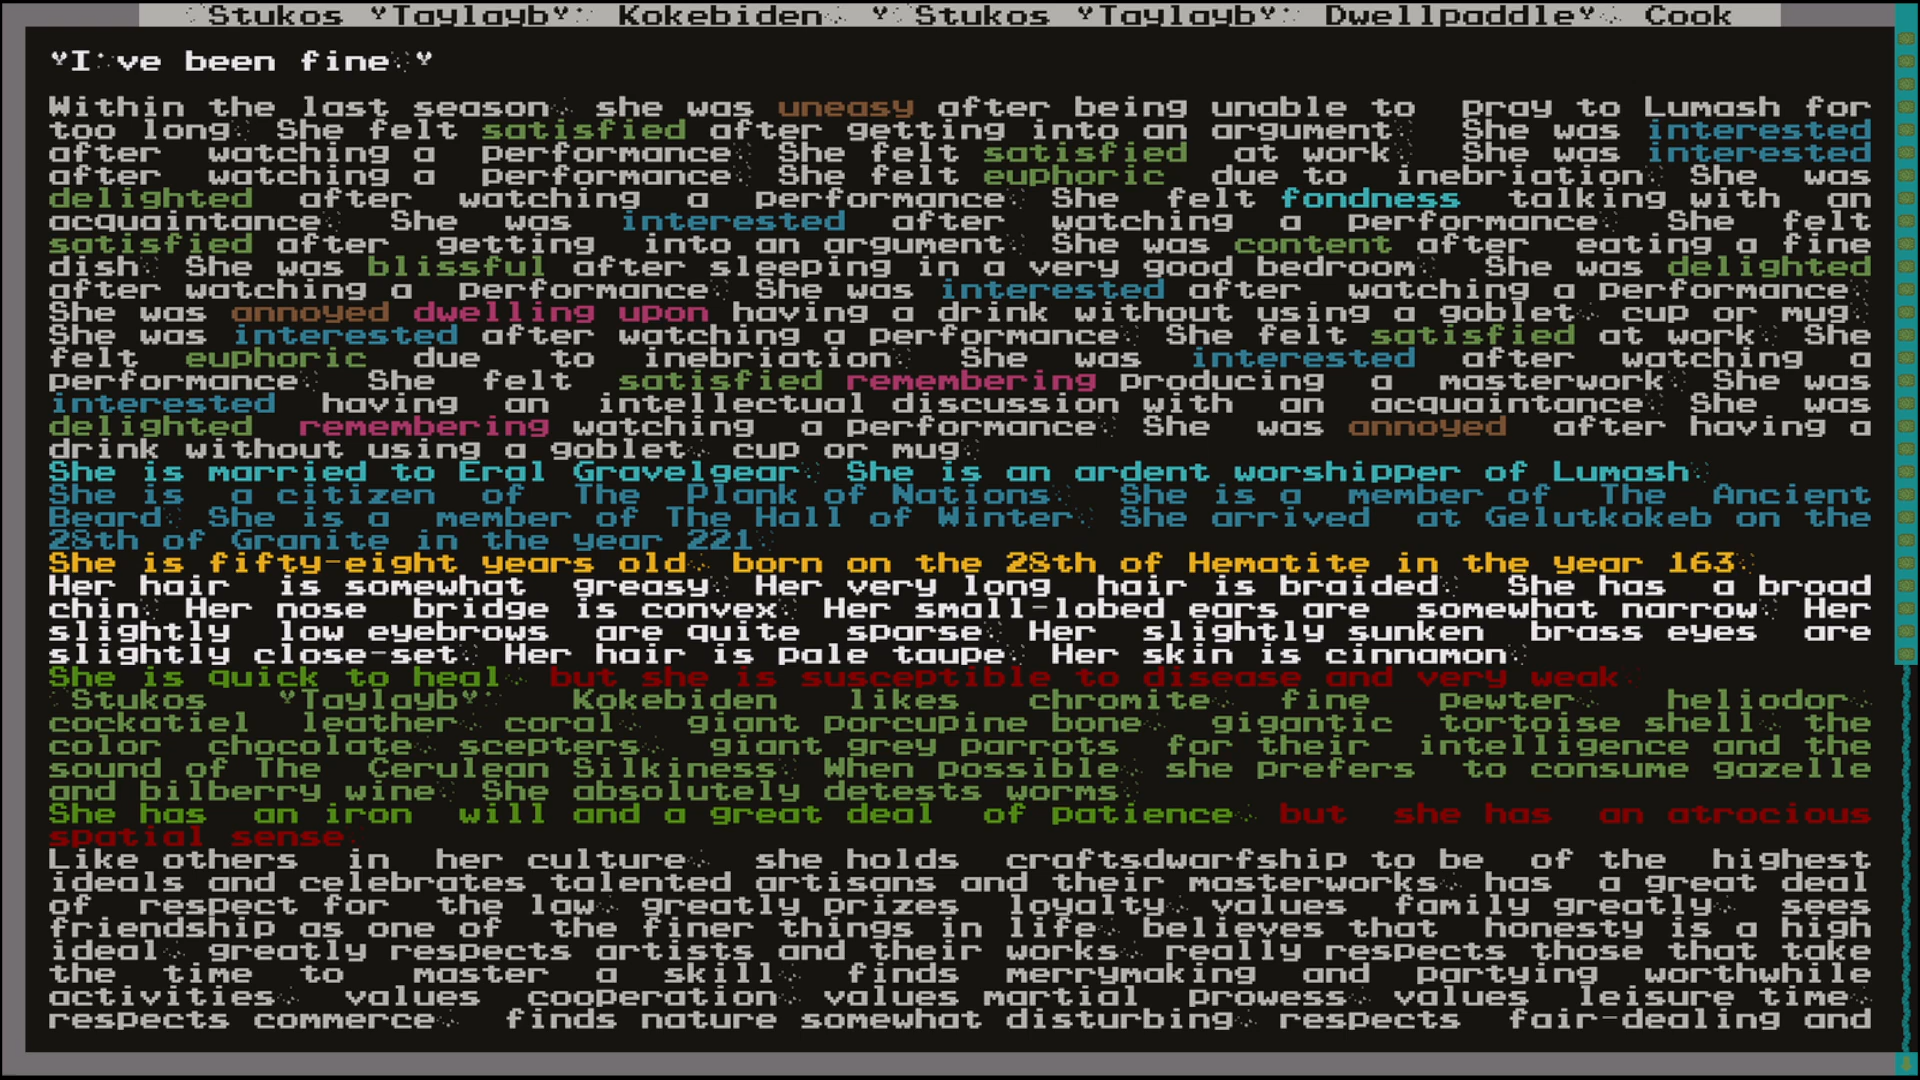 `Stukos "Taylayb", Kokebiden, "Stukos "Taylayb", Dwellpaddle", Cook
"I've been fine."
Within the last season, she was uneasy after being unable to pray to Lumash for
too long. She felt satisfied after getting into an argument. She was interested
after watching a performance. She felt satisfied at work. She was interested
after watching a performance. She felt euphoric due to inebriation. She was
delighted after watching a performance. She felt fondness talking with an
acquaintance. She was interested after watching a performance. She felt
satisfied after getting into an argument. She was content after eating a fine
dish. She was blissful after sleeping in a very good bedroom. She was delighted
after watching a performance. She was interested after watching a performance.
She was annoyed dwelling upon having a drink without using a goblet, cup or mug.
She was interested after watching a performance. She felt satisfied at work. She
felt euphoric due to inebriation. She was interested after watching a
performance. She felt satisfied remembering producing a masterwork. She was
interested having an intellectual discussion with an acquaintance. She was
delighted remembering watching a performance. She was annoyed after having a
drink without using a goblet, cup or mug.
She is married to Eral Gravelgear. She is an ardent worshipper of Lumash.
She is a citizen of The Plank of Nations. She is a member of The Ancient
Beard. She is a member of The Hall of Winter. She arrived at Gelutkokeb on the
28th of Granite in the year 221.
She is fifty-eight years old, born on the 28th of Hematite in the year 163.
Her hair is somewhat greasy. Her very long hair is braided. She has a broad
chin. Her nose bridge is convex. Her small-lobed ears are somewhat narrow. Her
slightly low eyebrows are quite sparse. Her slightly sunken brass eyes are
slightly close-set. Her hair is pale taupe. Her skin is cinnamon.
She is quick to heal, but she is susceptible to disease and very weak.
`Stukos "Taylayb", Kokebiden likes chromite, fine pewter, heliodor,
cockatiel leather, coral, giant porcupine bone, gigantic tortoise shell, the
color chocolate, scepters, giant grey parrots for their intelligence and the
sound of The Cerulean Silkiness. When possible, she prefers to consume gazelle
and bilberry wine. She absolutely detests worms.
She has an iron will and a great deal of patience, but she has an atrocious
spatial sense.
Like others in her culture, she holds craftsdwarfship to be of the highest
ideals and celebrates talented artisans and their masterworks, has a great deal
of respect for the law, greatly prizes loyalty, values family greatly, sees
friendship as one of the finer things in life, believes that honesty is a high
ideal, greatly respects artists and their works, really respects those that take
the time to master a skill, finds merrymaking and partying worthwhile
activities, values cooperation, values martial prowess, values leisure time,
respects commerce, finds nature somewhat disturbing, respects fair-dealing and